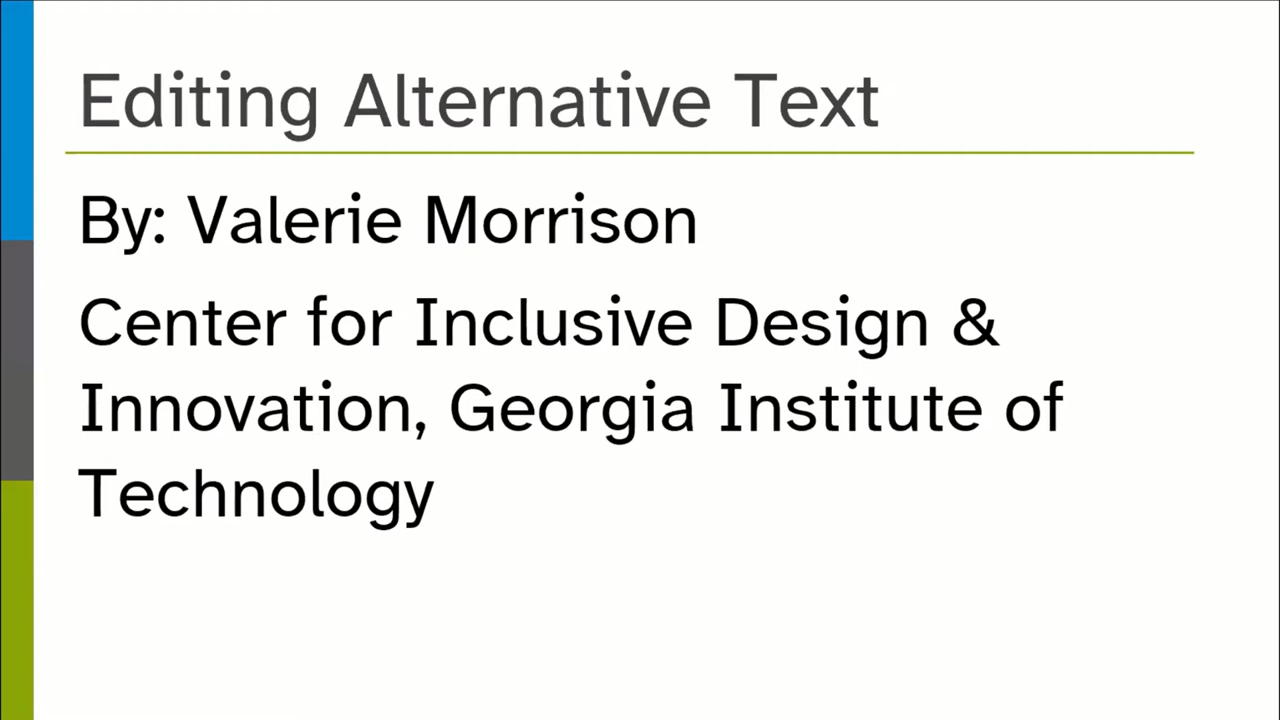 Editing Alternative Text
By: Valerie Morrison
Center for Inclusive Design &
Innovation, Georgia Institute of
Technology